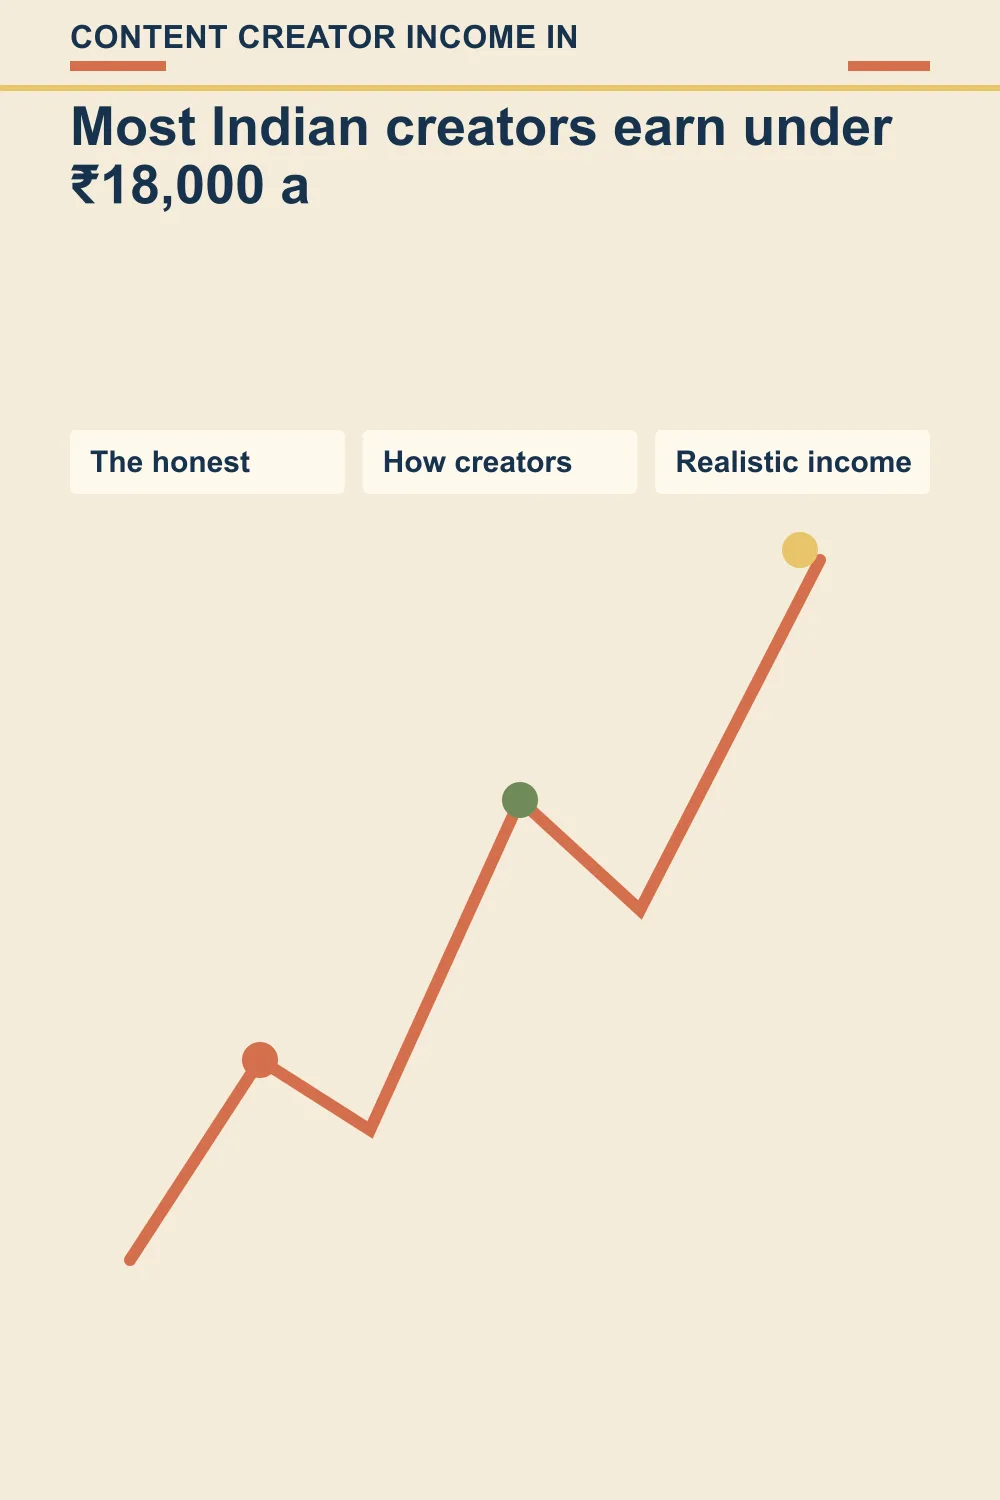 CONTENT CREATOR INCOME IN
Most Indian creators earn under
₹18,000 a
The honest
How creators
Realistic income